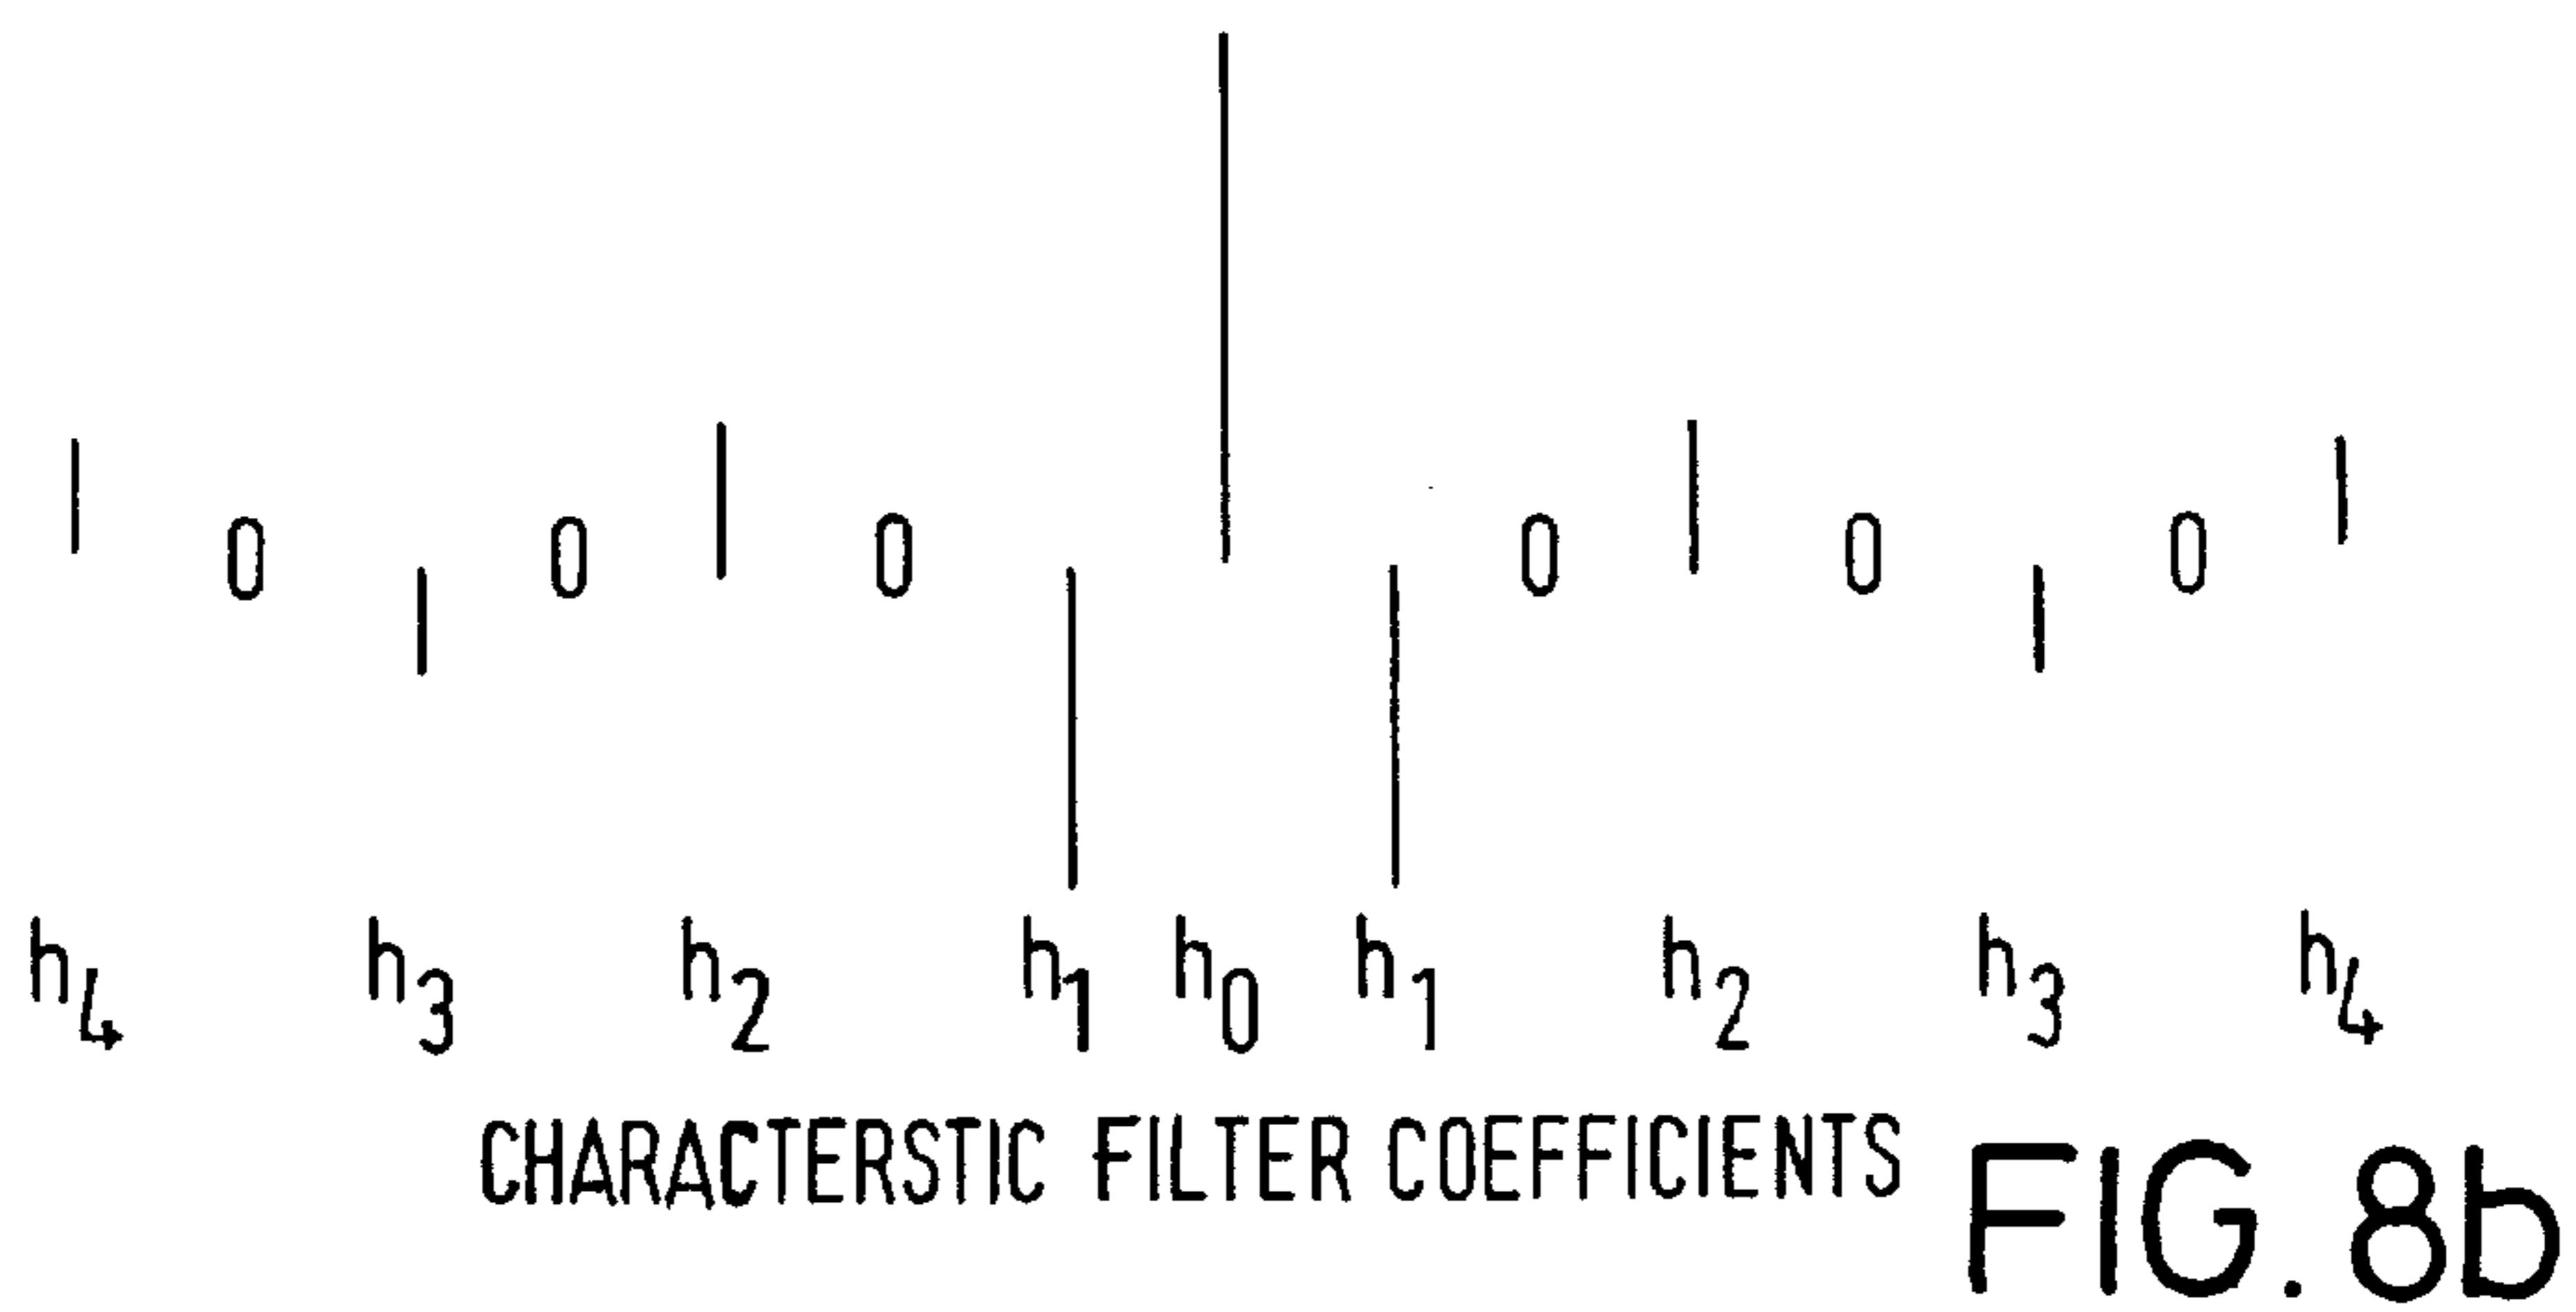 0 0 0 0 0 0
h4 h3 h2 h1 h0 h1 h2 h3 h4
CHARACTERSTIC FILTER COEFFICIENTS
FIG. 8b